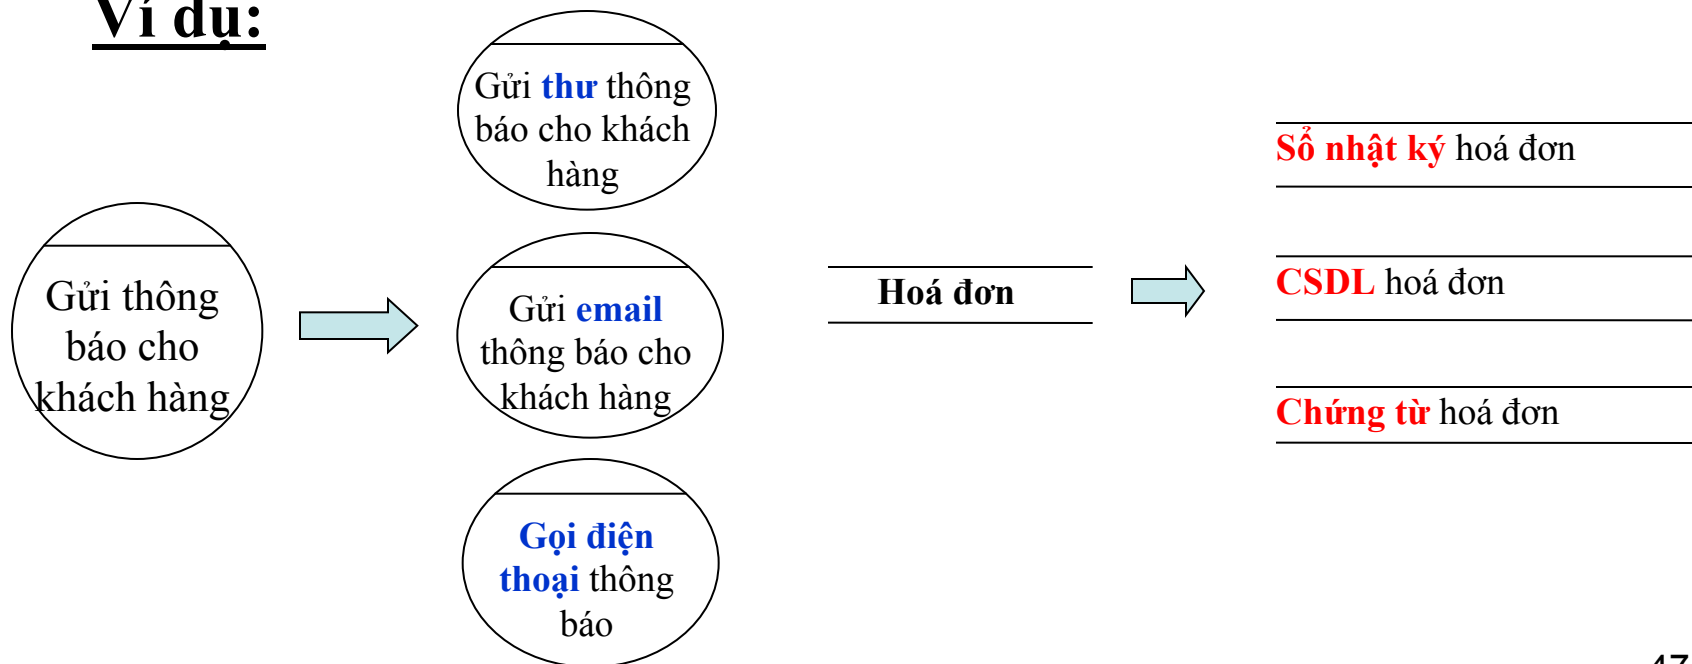 Ví dụ:
Gửi thông
báo cho
khách hàng
Gửi thư thông
báo cho khách
hàng
Gửi email
thông báo cho
khách hàng
Gọi điện
thoại thông
báo
Hoá đơn
Sổ nhật ký hoá đơn
CSDL hoá đơn
Chứng từ hoá đơn
47